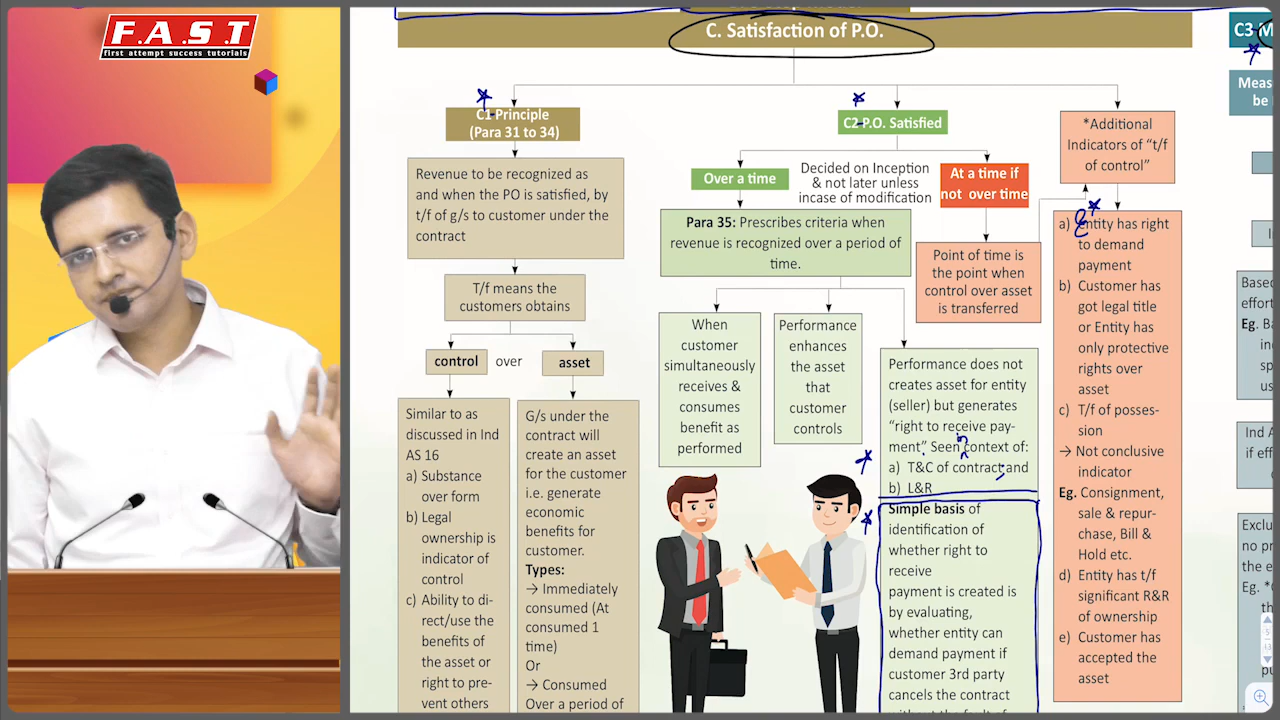 F.A.S.T
first attempt success tutorials
C. Satisfaction of P.O.
C1-Principle
(Para 31 to 34)
Revenue to be recognized as
and when the PO is satisfied, by
t/f of g/s to customer under the
contract
T/f means the
customers obtains
control over asset
Similar to as
discussed in Ind
AS 16
a) Substance
over form
b) Legal
ownership is
indicator of
control
c) Ability to di-
rect/use the
benefits of
the asset or
right to pre-
vent others
G/s under the
contract will
create an asset
for the customer
i.e. generate
economic
benefits for
customer.
Types:
→ Immediately
consumed (At
consumed 1
time)
Or
→ Consumed
Over a period of
C2-P.O. Satisfied
Over a time
Decided on Inception
& not later unless
incase of modification
At a time if
not over time
Para 35: Prescribes criteria when
revenue is recognized over a period of
time.
Point of time is
the point when
control over asset
is transferred
When
customer
simultaneously
receives &
consumes
benefit as
performed
Performance
enhances
the asset
that
customer
controls
Performance does not
creates asset for entity
(seller) but generates
“right to receive pay-
ment”. Seen in context of:
a) T&C of contract; and
b) L&R
Simple basis of
identification of
whether right to
receive
payment is created is
by evaluating,
whether entity can
demand payment if
customer 3rd party
cancels the contract
without the fault of
*Additional
Indicators of “t/f
of control”
a) Entity has right
to demand
payment
b) Customer has
got legal title
or Entity has
only protective
rights over
asset
c) T/f of posses-
sion
→ Not conclusive
indicator
Eg. Consignment,
sale & repur-
chase, Bill &
Hold etc.
d) Entity has t/f
significant R&R
of ownership
e) Customer has
accepted the
asset
C3 M
Meas
be
Based
effort
Eg. Ba
sp
us
Ind A
if effe
Exclu
no pr
the e
Eg. *